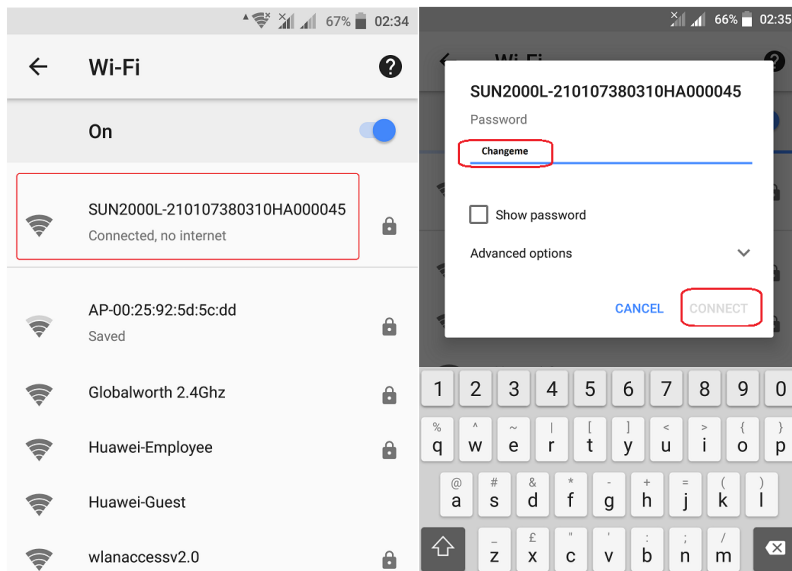 67% 02:34
Wi-Fi
On
SUN2000L-210107380310HA000045
Connected, no internet
AP-00:25:92:5d:5c:dd
Saved
Globalworth 2.4Ghz
Huawei-Employee
Huawei-Guest
wlanaccessv2.0
66% 02:35
Wi-Fi
SUN2000L-210107380310HA000045
Password
Changeme
Show password
Advanced options
CANCEL CONNECT
1 2 3 4 5 6 7 8 9 0
% ^ ~ | [ ] < > { }
q w e r t y u i o p
@ # & * - + = ( )
a s d f g h j k l
_ £ " ' : ; /
z x c v b n m